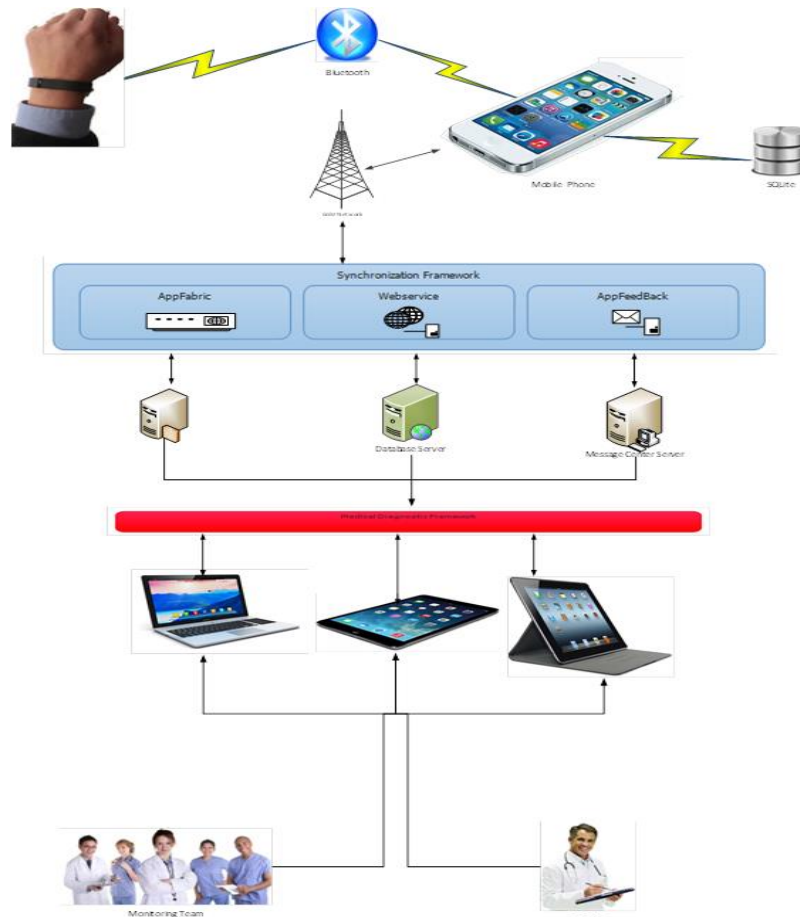 Bluetooth
Mobile Phone
SQLite
Synchronization Framework
AppFabric
Webservice
AppFeedBack
Database Server
Message Center Server
Medical Diagnostic Framework
Monitoring Team